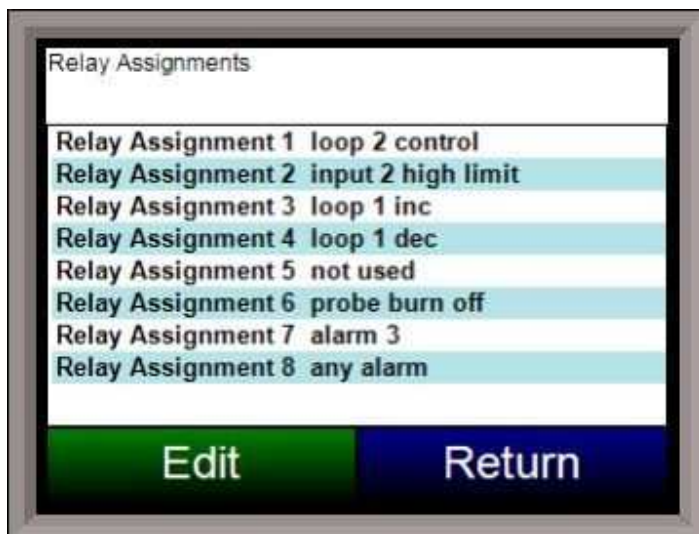 Relay Assignments
Relay Assignment 1 loop 2 control
Relay Assignment 2 input 2 high limit
Relay Assignment 3 loop 1 inc
Relay Assignment 4 loop 1 dec
Relay Assignment 5 not used
Relay Assignment 6 probe burn off
Relay Assignment 7 alarm 3
Relay Assignment 8 any alarm
Edit Return